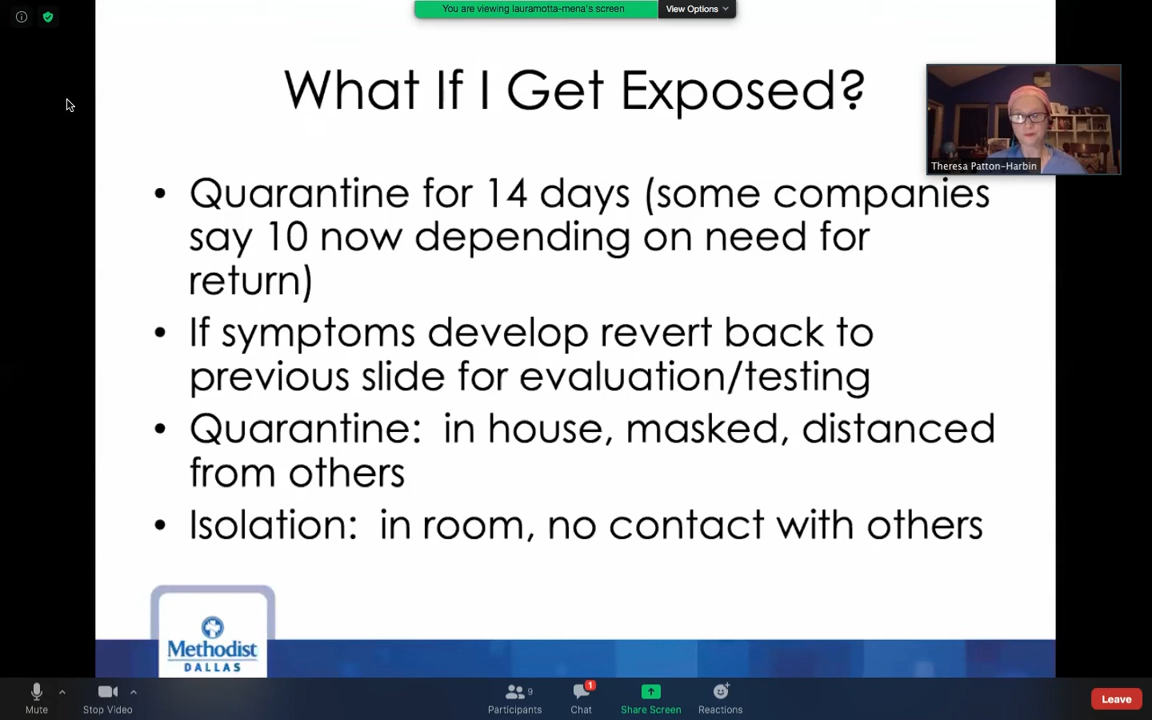 You are viewing lauramotta-mena's screen
View Options
What If I Get Exposed?
Theresa Patton-Harbin
• Quarantine for 14 days (some companies
say 10 now depending on need for
return)
• If symptoms develop revert back to
previous slide for evaluation/testing
• Quarantine:  in house, masked, distanced
from others
• Isolation:  in room, no contact with others
Methodist
DALLAS
Mute
Stop Video
9
Participants
1
Chat
Share Screen
Reactions
Leave